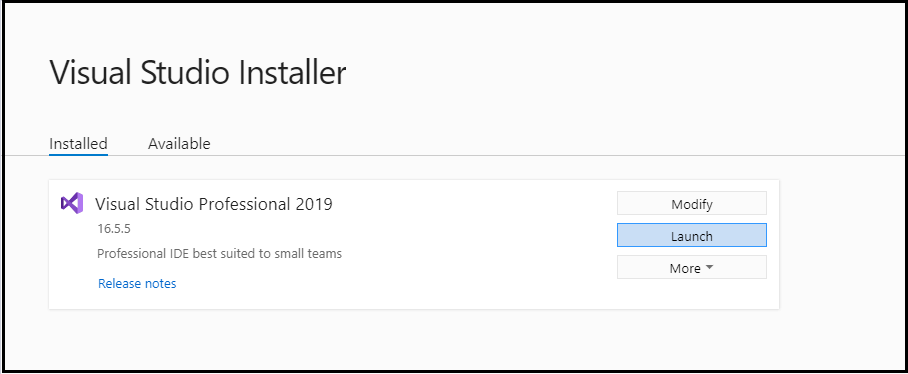 Visual Studio Installer
Installed Available
Visual Studio Professional 2019
16.5.5
Professional IDE best suited to small teams
Release notes
Modify
Launch
More